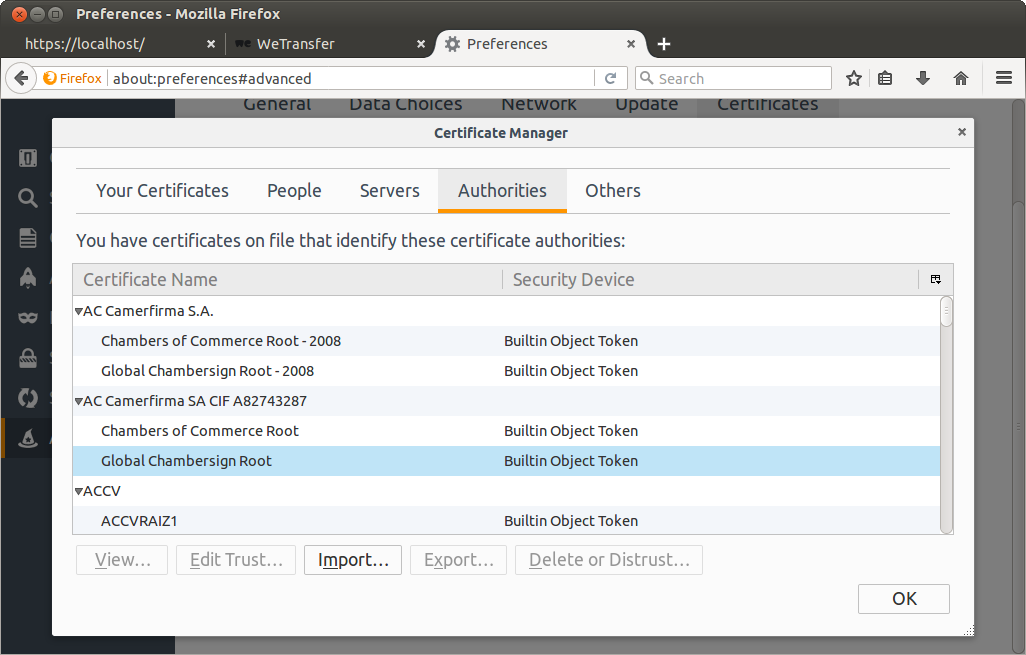 Preferences - Mozilla Firefox
https://localhost/
WeTransfer
Preferences
Firefox
about:preferences#advanced
Search
General Data Choices Network Update Certificates
Certificate Manager
Your Certificates People Servers Authorities Others
You have certificates on file that identify these certificate authorities:
Certificate Name Security Device
AC Camerfirma S.A.
Chambers of Commerce Root - 2008 Builtin Object Token
Global Chambersign Root - 2008 Builtin Object Token
AC Camerfirma SA CIF A82743287
Chambers of Commerce Root Builtin Object Token
Global Chambersign Root Builtin Object Token
ACCV
ACCVRAIZ1 Builtin Object Token
View... Edit Trust... Import... Export... Delete or Distrust...
OK